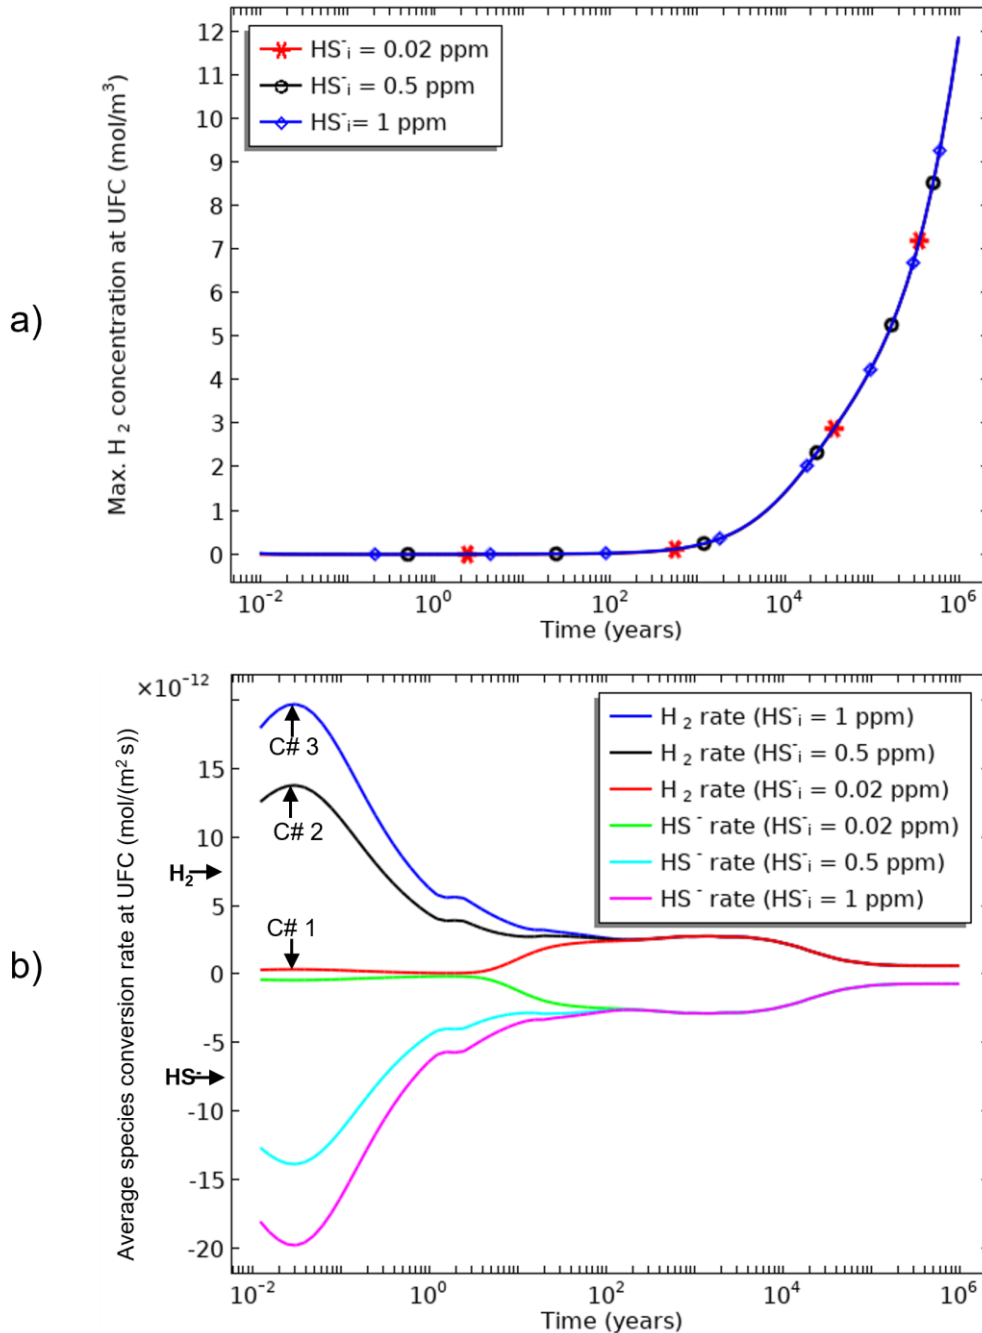 a)
Max. H₂ concentration at UFC (mol/m³)
12
11
10
9
8
7
6
5
4
3
2
1
0
HS⁻ᵢ = 0.02 ppm
HS⁻ᵢ = 0.5 ppm
HS⁻ᵢ= 1 ppm
10⁻² 10⁰ 10² 10⁴ 10⁶
Time (years)
b)
Average species conversion rate at UFC (mol/(m² s))
×10⁻¹²
15
10
5
0
-5
-10
-15
-20
H₂
HS⁻
C# 3
C# 2
C# 1
H₂ rate (HS⁻ᵢ = 1 ppm)
H₂ rate (HS⁻ᵢ = 0.5 ppm)
H₂ rate (HS⁻ᵢ = 0.02 ppm)
HS⁻ rate (HS⁻ᵢ = 0.02 ppm)
HS⁻ rate (HS⁻ᵢ = 0.5 ppm)
HS⁻ rate (HS⁻ᵢ = 1 ppm)
10⁻² 10⁰ 10² 10⁴ 10⁶
Time (years)